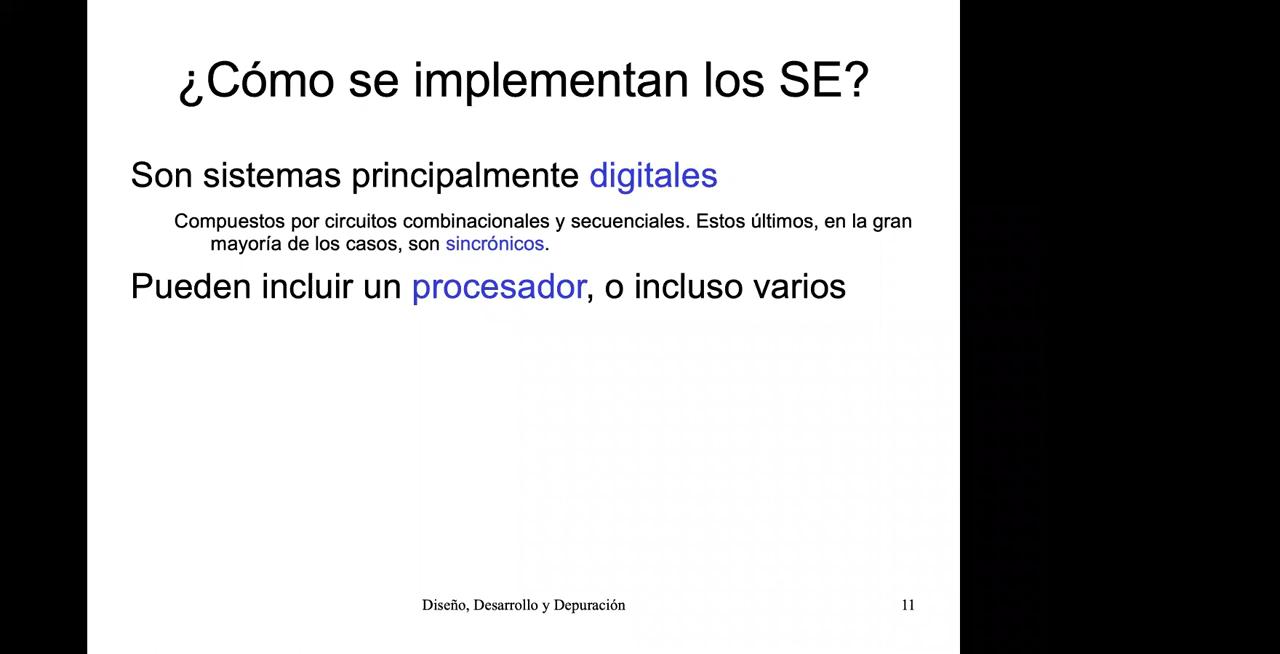 ¿Cómo se implementan los SE?
Son sistemas principalmente digitales
Compuestos por circuitos combinacionales y secuenciales. Estos últimos, en la gran
mayoría de los casos, son sincrónicos.
Pueden incluir un procesador, o incluso varios
Diseño, Desarrollo y Depuración
11